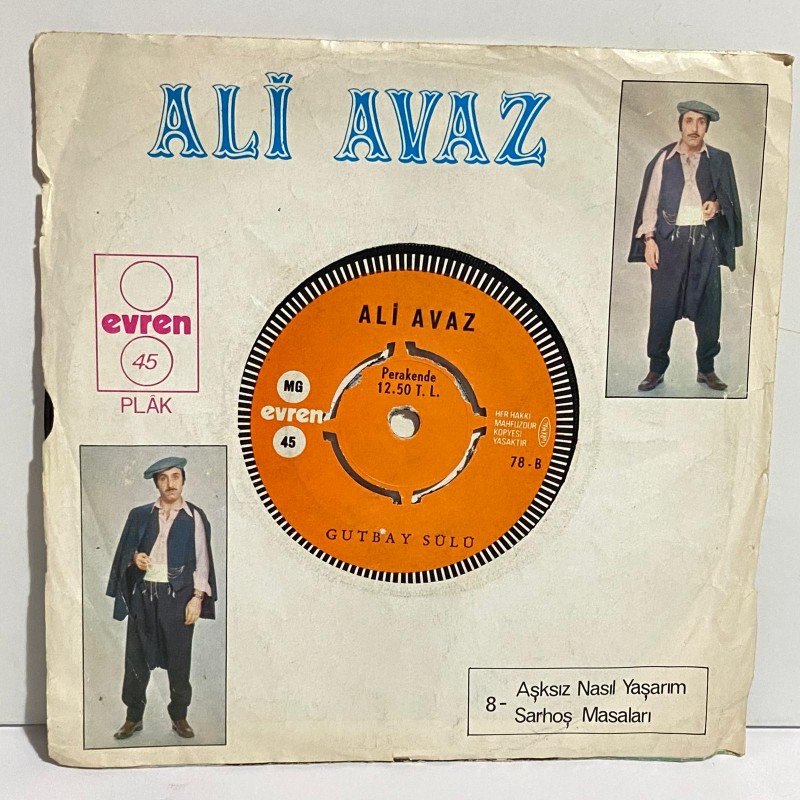 ALİ AVAZ
evren
45
PLÂK
ALİ AVAZ
Perakende
12.50 T. L.
MG
evren
45
HER HAKKI
MAHFUZDUR
KOPYESİ
YASAKTIR
78-B
GUTBAY SÜLÜ
8- Aşksız Nasıl Yaşarım
Sarhoş Masaları